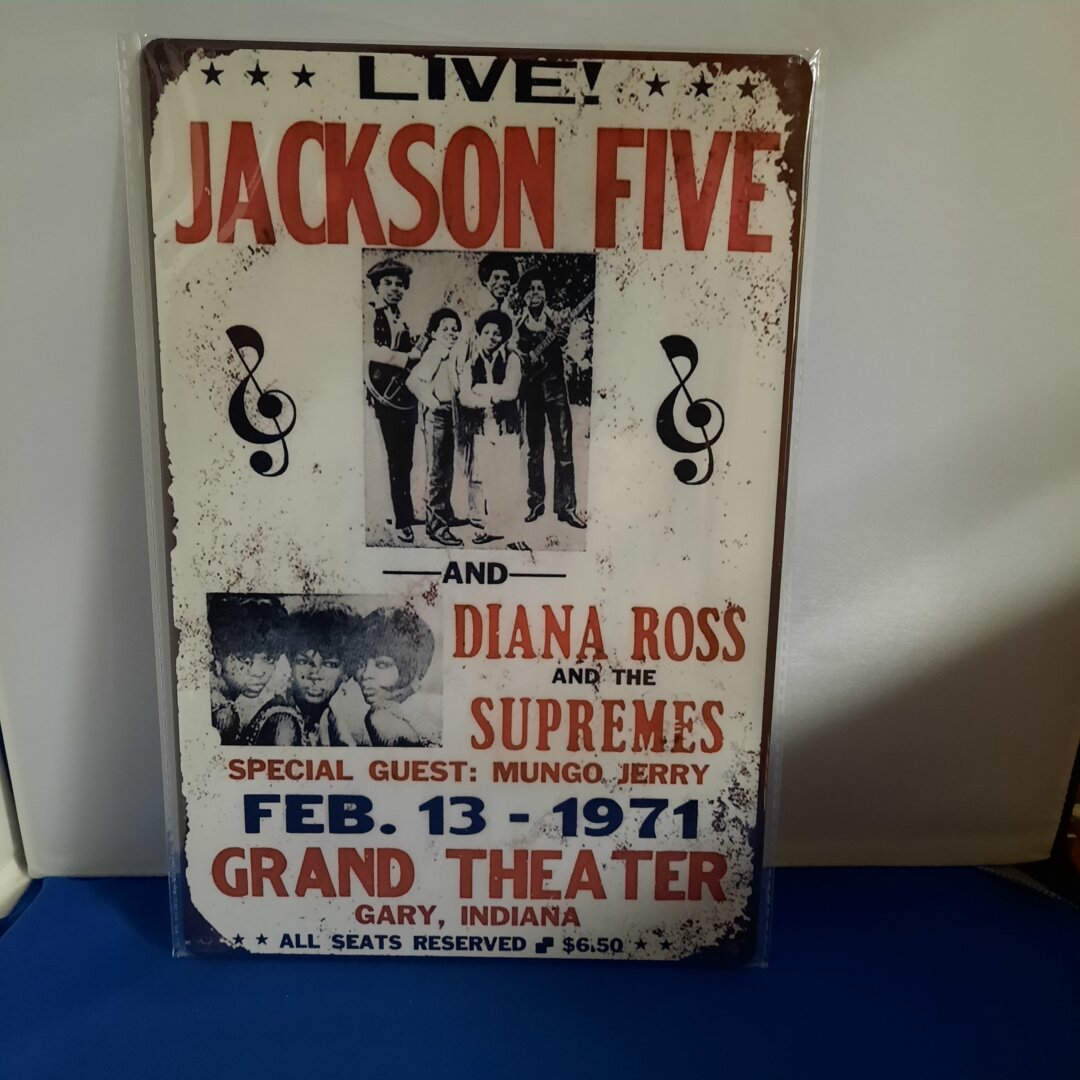 LIVE!
JACKSON FIVE
AND
DIANA ROSS
AND THE
SUPREMES
SPECIAL GUEST: MUNGO JERRY
FEB. 13 - 1971
GRAND THEATER
GARY, INDIANA
ALL SEATS RESERVED $6.50